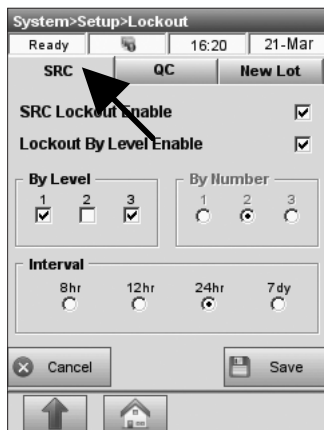 System>Setup>Lockout
Ready 16:20 21-Mar
SRC QC New Lot
SRC Lockout Enable
Lockout By Level Enable
By Level By Number
1 2 3 1 2 3
Interval
8hr 12hr 24hr 7dy
Cancel Save